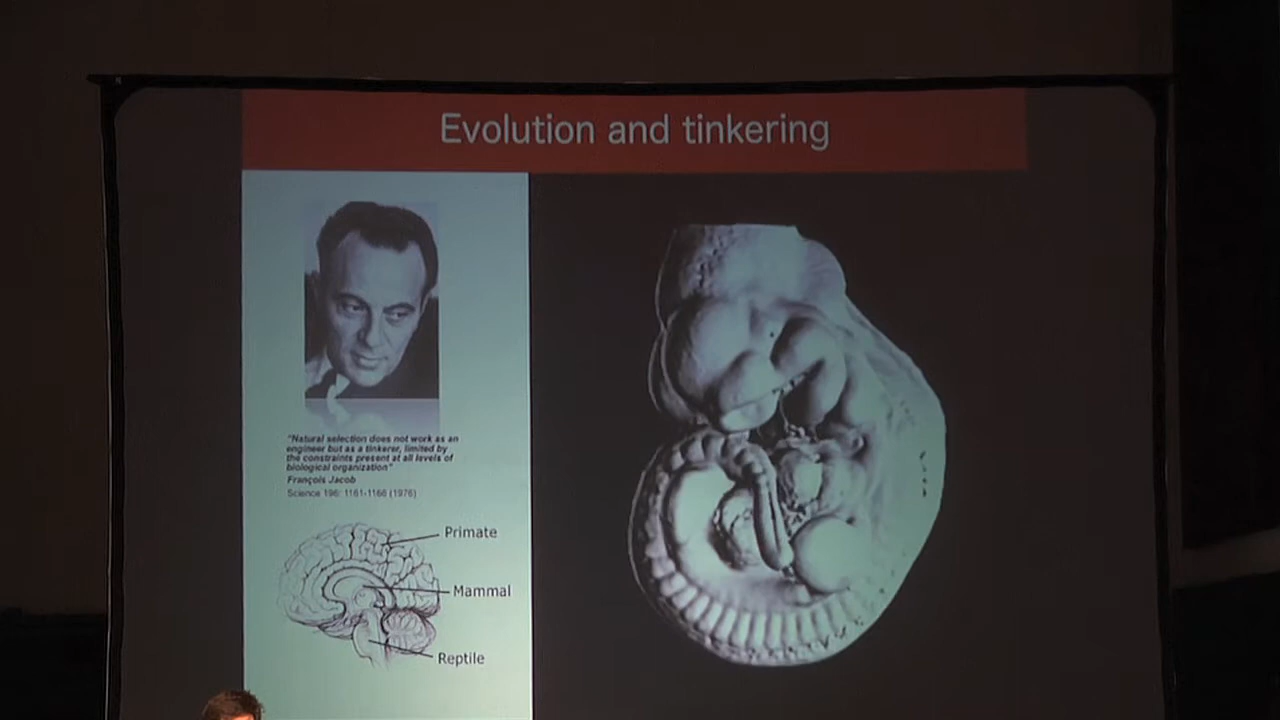 Evolution and tinkering
"Natural selection does not work as an
engineer but as a tinkerer, limited by
the constraints present at all levels of
biological organization"
François Jacob
Science 196: 1161-1166 (1976)
Primate
Mammal
Reptile